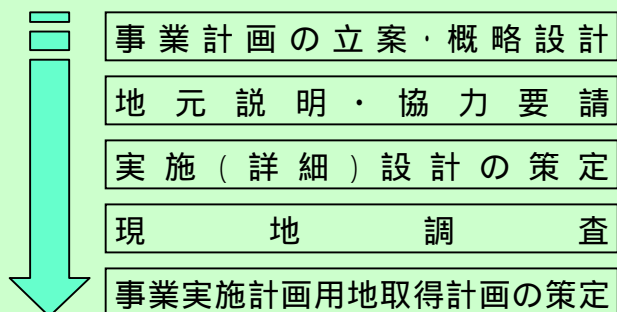 事業計画の立案・概略設計
地元説明・協力要請
実施(詳細)設計の策定
現地調査
事業実施計画用地取得計画の策定